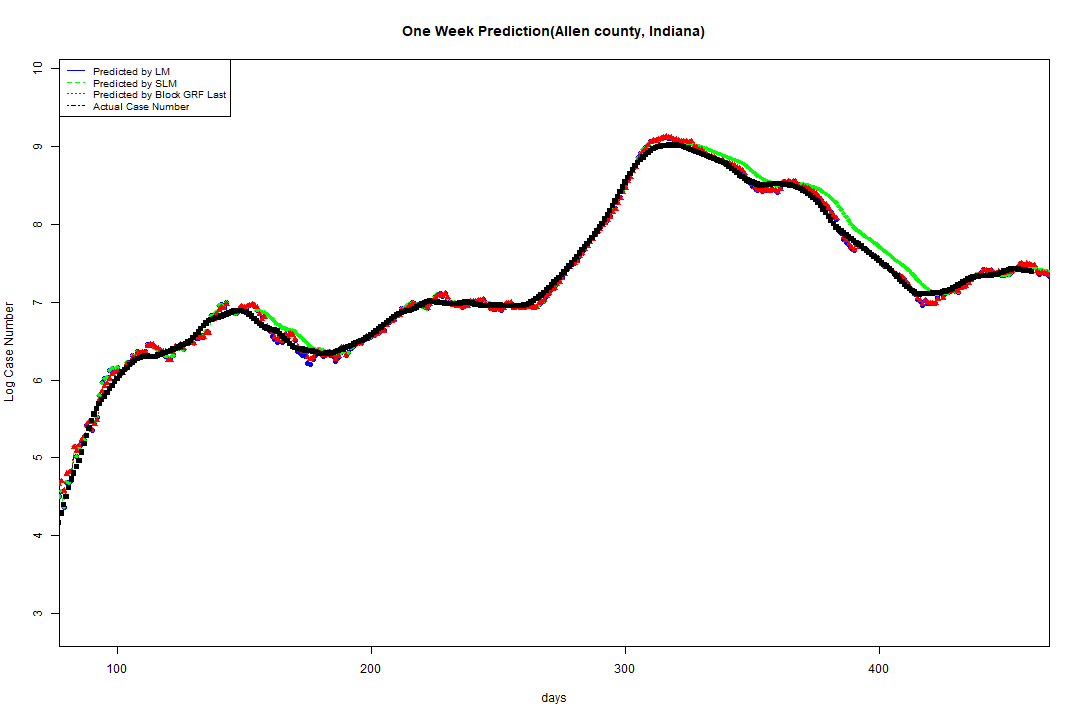 One Week Prediction(Allen county, Indiana)
Predicted by LM
Predicted by SLM
Predicted by Block GRF Last
Actual Case Number
Log Case Number
10
9
8
7
6
5
4
3
100 200 300 400
days